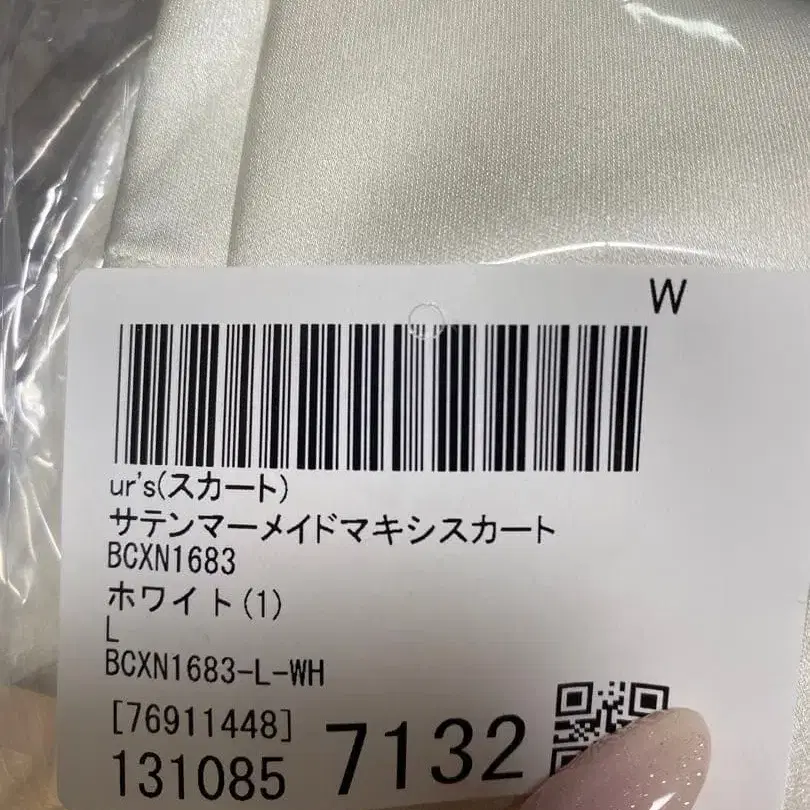 W
ur's(スカート)
サテンマーメイドマキシスカート
BCXN1683
ホワイト(1)
L
BCXN1683-L-WH
[76911448]
131085 7132